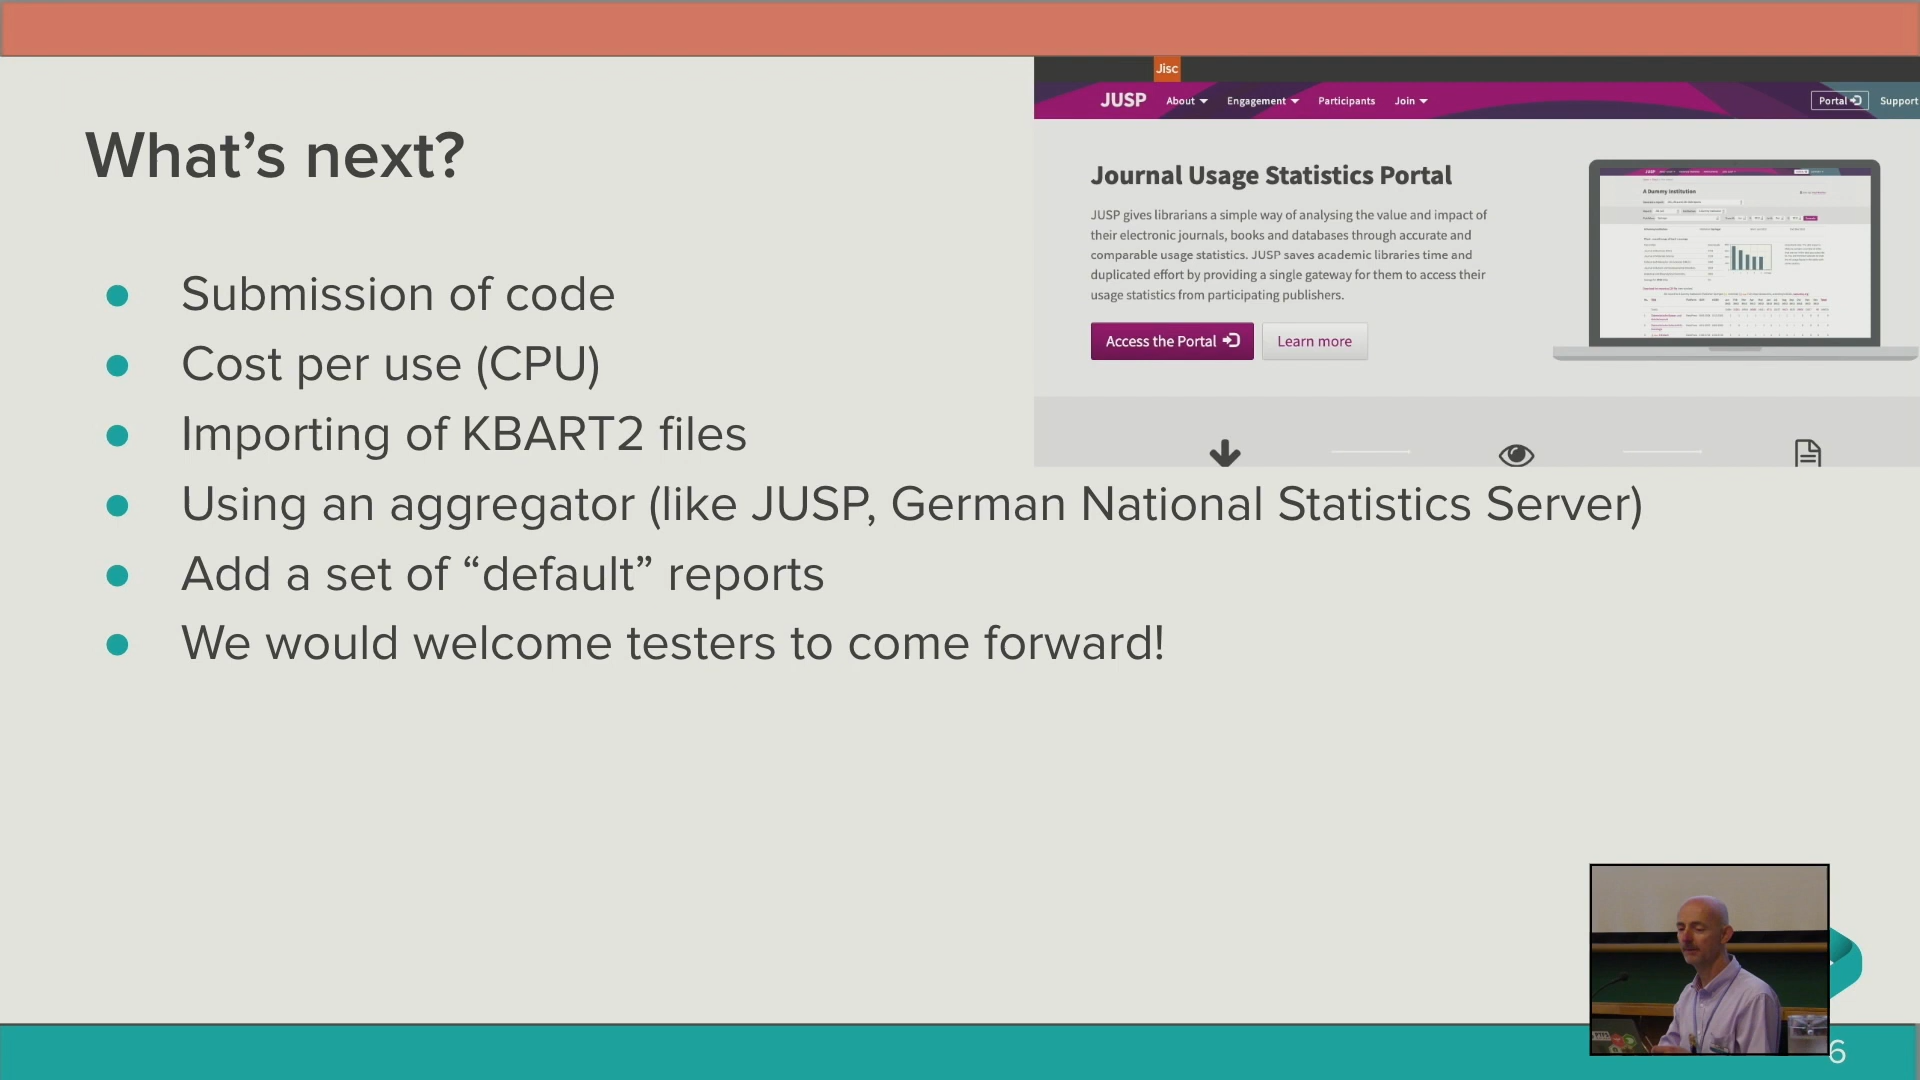 Jisc
JUSP About Engagement Participants Join Portal Support
What's next?
Journal Usage Statistics Portal
JUSP gives librarians a simple way of analysing the value and impact of
their electronic journals, books and databases through accurate and
comparable usage statistics. JUSP saves academic libraries time and
duplicated effort by providing a single gateway for them to access their
usage statistics from participating publishers.
Access the Portal Learn more
A Dummy Institution
Submission of code
Cost per use (CPU)
Importing of KBART2 files
Using an aggregator (like JUSP, German National Statistics Server)
Add a set of “default” reports
We would welcome testers to come forward!
6